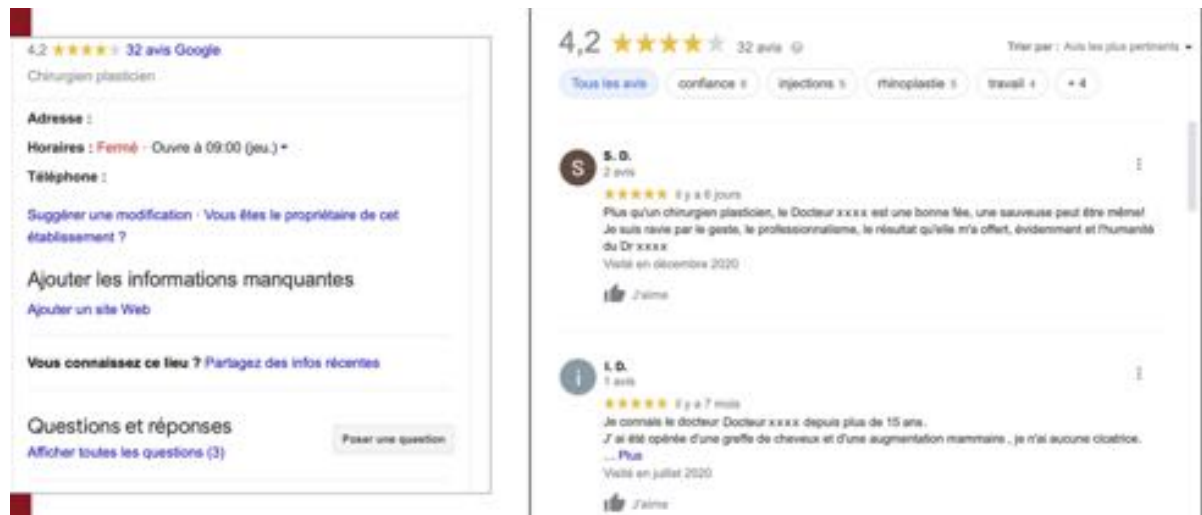 4,2 ★★★★☆ 32 avis Google
Chirurgien plasticien
Adresse :
Horaires : Fermé · Ouvre à 09:00 (jeu.)
Téléphone :
Suggérer une modification · Vous êtes le propriétaire de cet
établissement ?
Ajouter les informations manquantes
Ajouter un site Web
Vous connaissez ce lieu ? Partagez des infos récentes
Questions et réponses
Poser une question
Afficher toutes les questions (3)
4,2 ★★★★☆ 32 avis
Trier par : Avis les plus pertinents
Tous les avis
confiance
injections
rhinoplastie
travail 4
+ 4
S
S. D.
2 avis
★★★★★ il y a 6 jours
Plus qu'un chirurgien plasticien, le Docteur xxxx est une bonne fée, une sauveuse peut être même!
Je suis ravie par le geste, le professionnalisme, le résultat qu'elle m'a offert, évidemment et l'humanité
du Dr xxxx
Visité en décembre 2020
J'aime
i
I. D.
1 avis
★★★★★ il y a 7 mois
Je connais le docteur Docteur xxxx depuis plus de 15 ans.
J' ai été opérée d'une greffe de cheveux et d'une augmentation mammaire , je n'ai aucune cicatrice.
... Plus
Visité en juillet 2020
J'aime